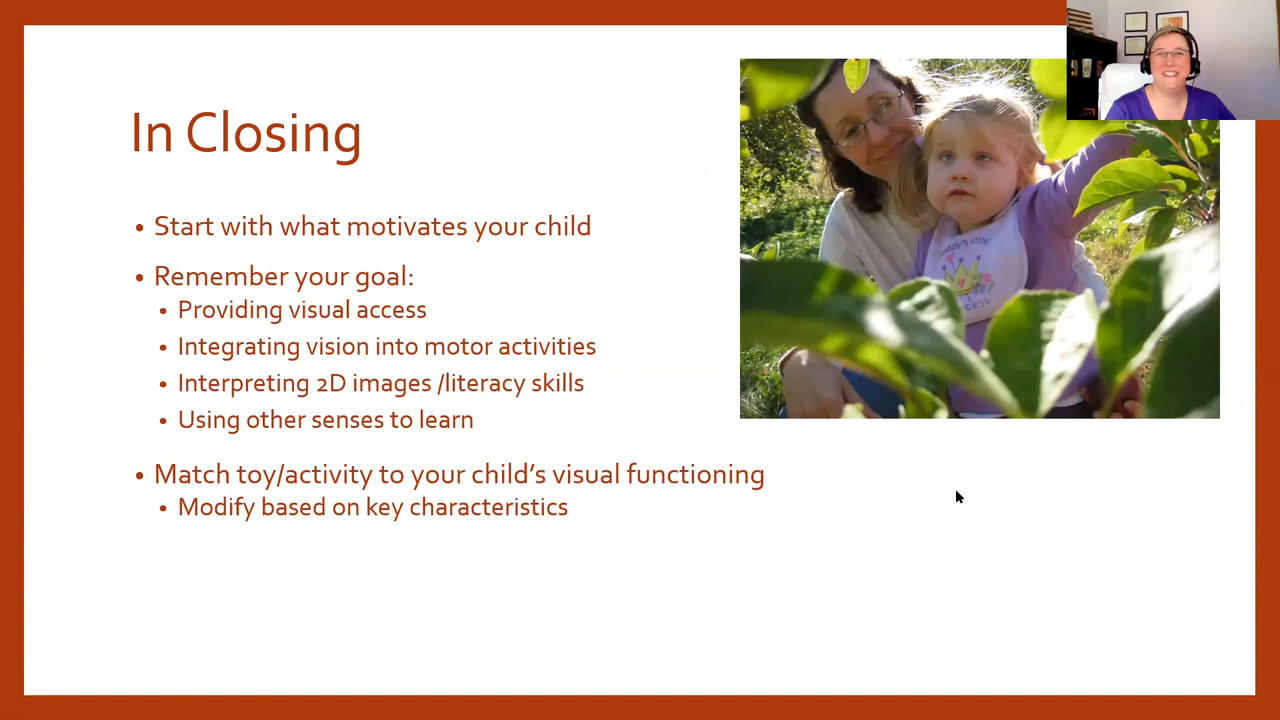 In Closing
• Start with what motivates your child
• Remember your goal:
• Providing visual access
• Integrating vision into motor activities
• Interpreting 2D images /literacy skills
• Using other senses to learn
• Match toy/activity to your child's visual functioning
• Modify based on key characteristics
little